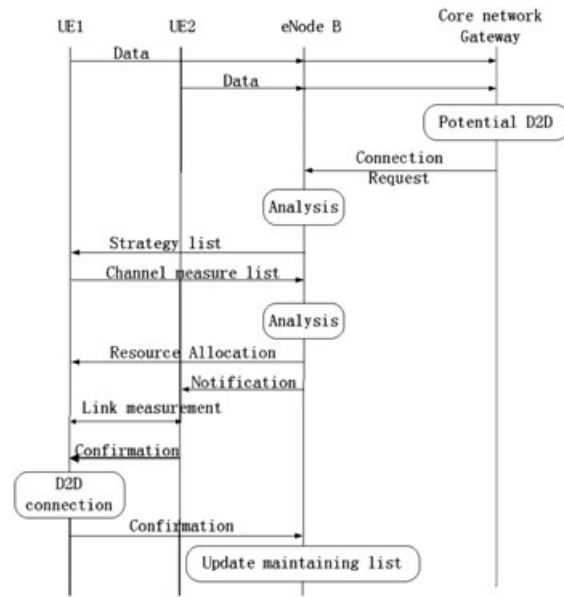 UE1 UE2 eNode B Core network
Gateway
Data
Data
Potential D2D
Connection
Request
Analysis
Strategy list
Channel measure list
Analysis
Resource Allocation
Notification
Link measurement
Confirmation
D2D
connection
Confirmation
Update maintaining list